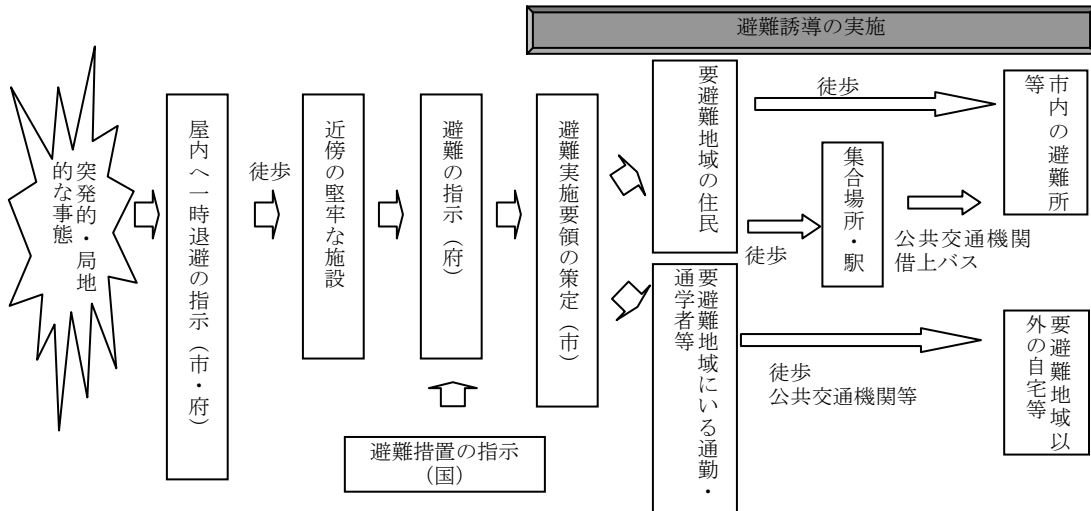 避難誘導の実施
突発的・局地
的な事態
屋内へ一時退避の指示（市・府）
徒歩
近傍の堅牢な施設
避難の指示（府）
避難措置の指示
（国）
避難実施要領の策定（市）
要避難地域の住民
徒歩
市内の避難所
等
徒歩
集合場所・駅
公共交通機関
借上バス
要避難地域にいる通勤・
通学者等
徒歩
公共交通機関等
要避難地域以
外の自宅等